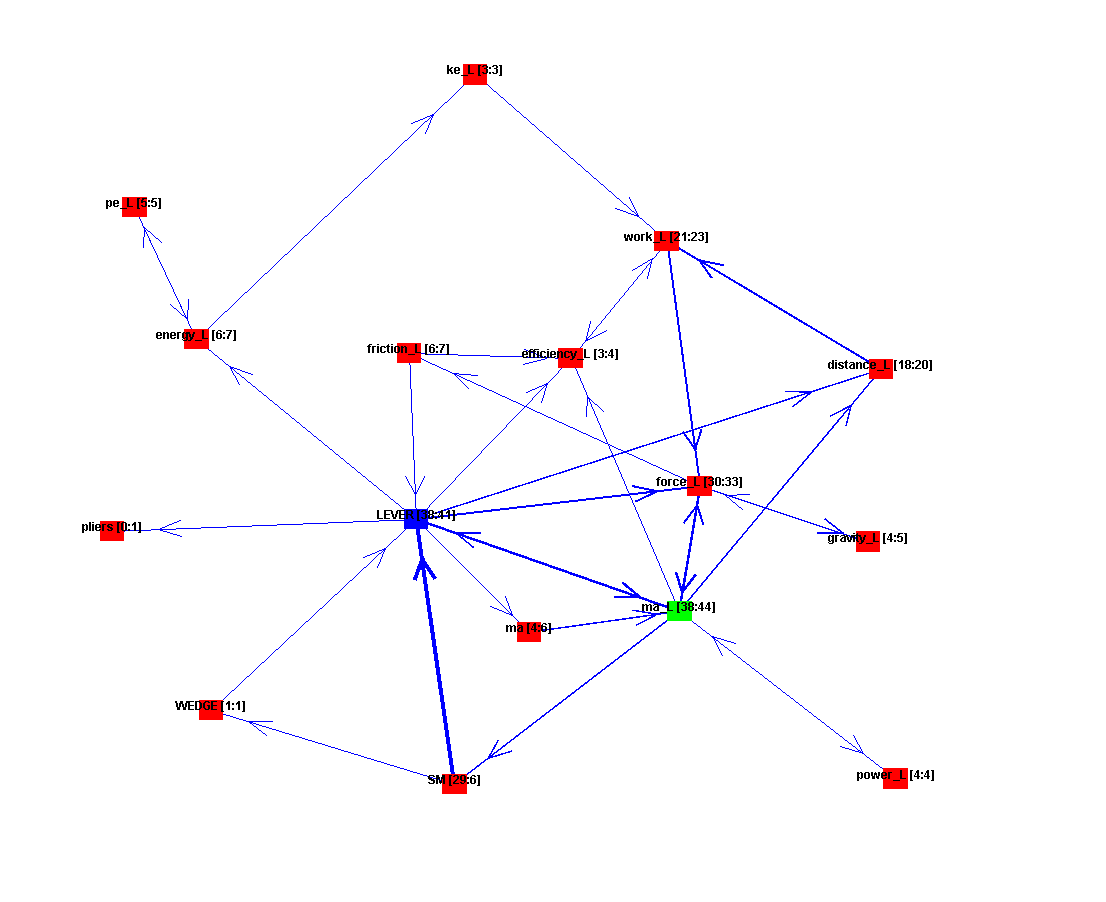 ke_L [3:3]
pe_L [5:5]
work_L [21:23]
energy_L [6:7]
friction_L [6:7]
efficiency_L [3:4]
distance_L [18:20]
force_L [30:33]
LEVER [38:41]
pliers [0:1]
gravity_L [4:5]
ma_L [38:44]
ma [4:6]
WEDGE [1:1]
SM [29:6]
power_L [4:4]